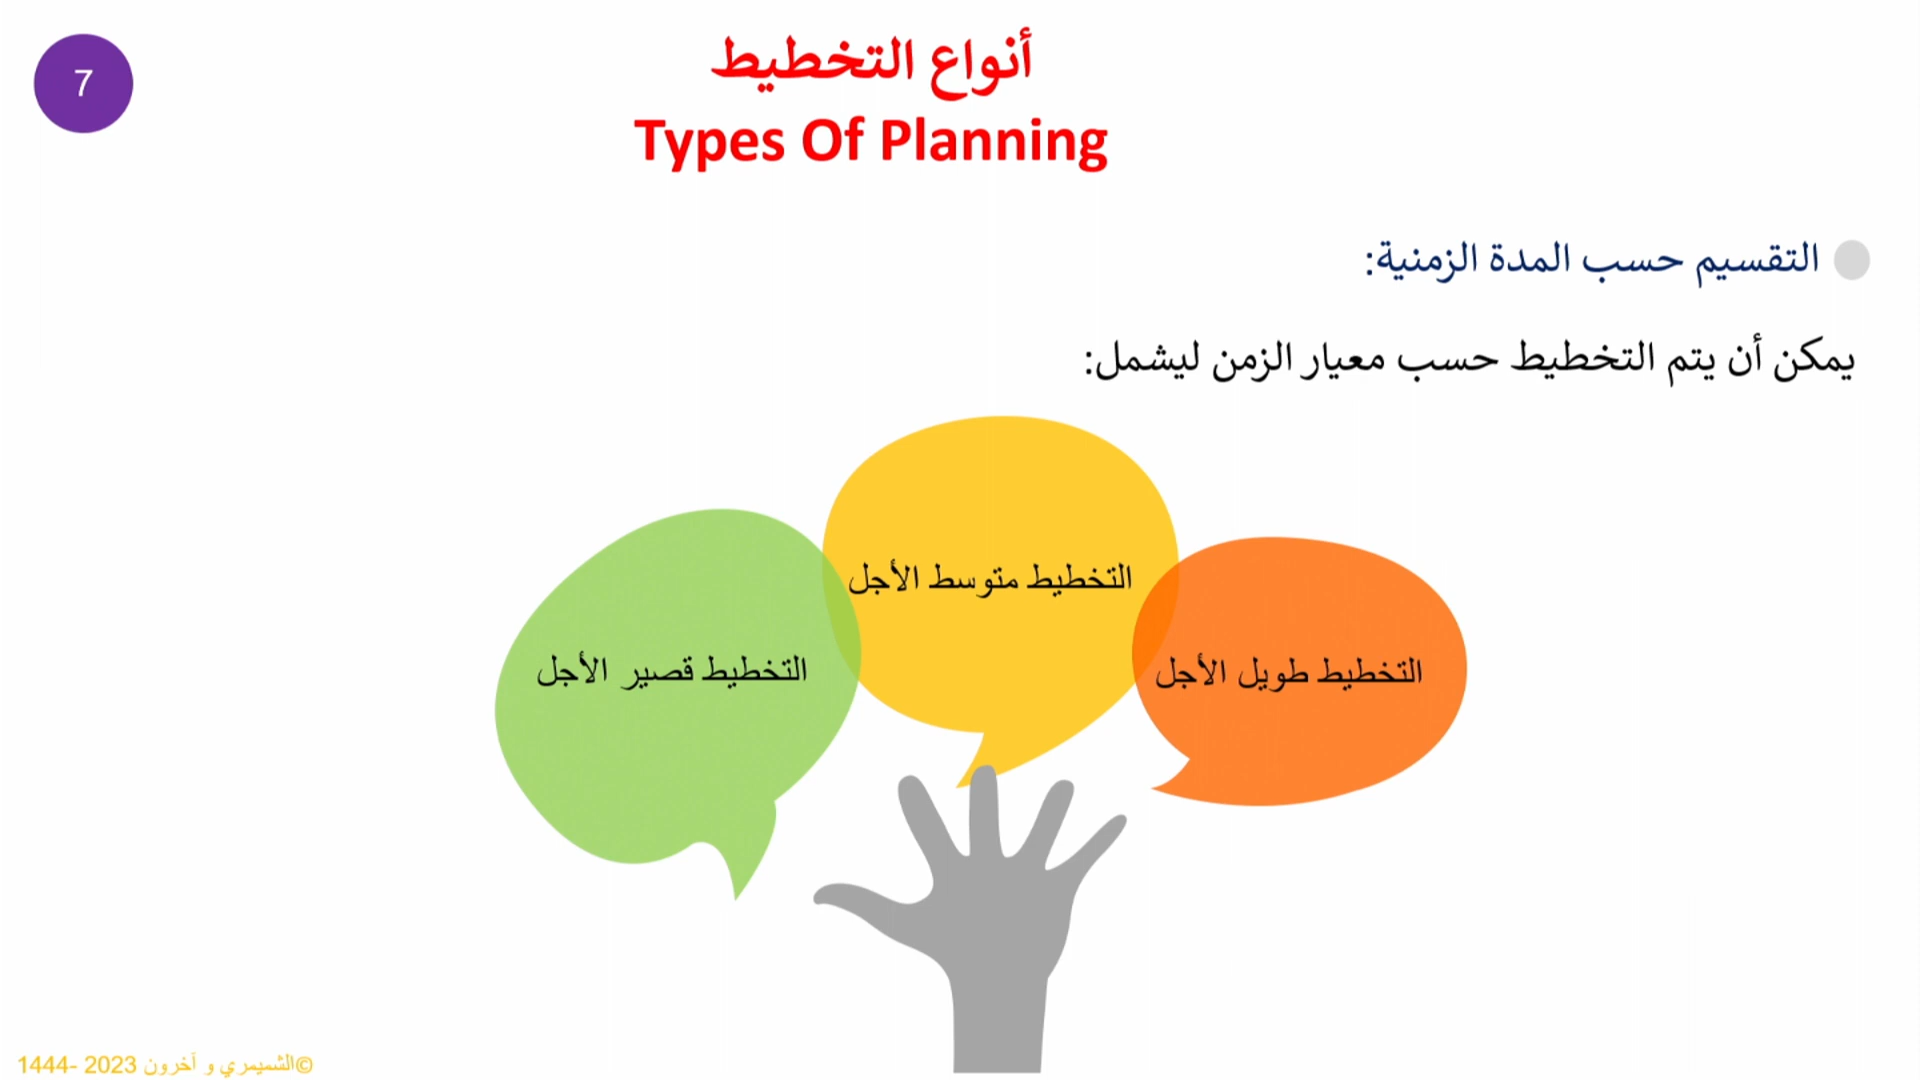 7
أنواع التخطيط
Types Of Planning
التقسيم حسب المدة الزمنية:
يمكن أن يتم التخطيط حسب معيار الزمن ليشمل:
التخطيط طويل الأجل
التخطيط متوسط الأجل
التخطيط قصير الأجل
©الشميمري و آخرون 2023 -1444